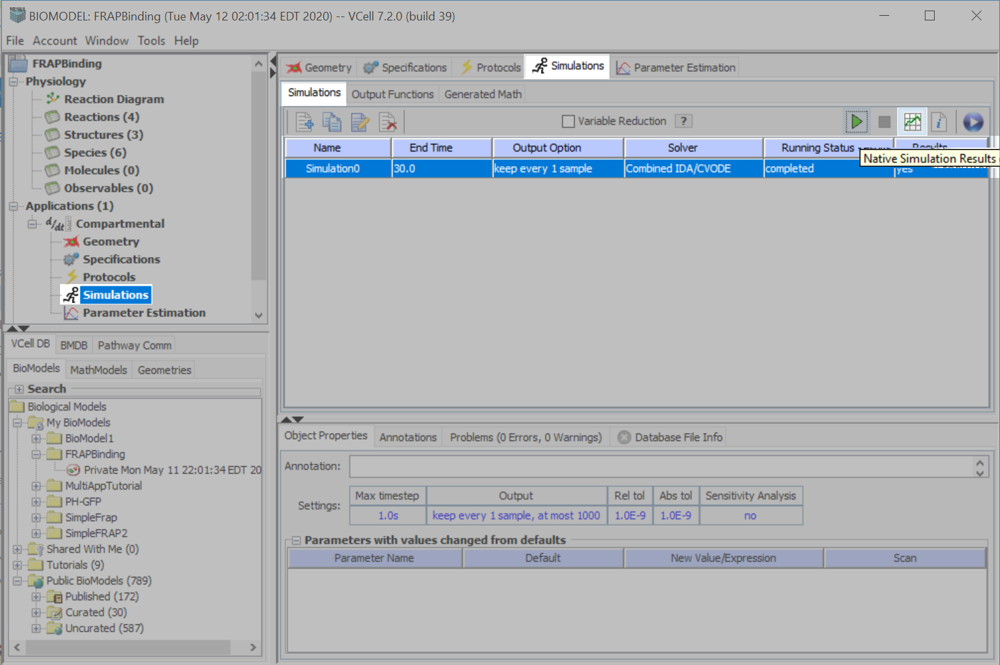 BIOMODEL: FRAPBinding (Tue May 12 02:01:34 EDT 2020) -- VCell 7.2.0 (build 39)
File Account Window Tools Help
FRAPBinding
Physiology
Reaction Diagram
Reactions (4)
Structures (3)
Species (6)
Molecules (0)
Observables (0)
Applications (1)
d/dt Compartmental
Geometry
Specifications
Protocols
Simulations
Parameter Estimation
VCell DB BMDB Pathway Comm
BioModels MathModels Geometries
Search
Biological Models
My BioModels
BioModel1
FRAPBinding
Private Mon May 11 22:01:34 EDT 20
MultiAppTutorial
PH-GFP
SimpleFrap
SimpleFRAP2
Shared With Me (0)
Tutorials (9)
Public BioModels (789)
Published (172)
Curated (30)
Uncurated (587)
Geometry Specifications Protocols Simulations Parameter Estimation
Simulations Output Functions Generated Math
Variable Reduction ?
Name End Time Output Option Solver Running Status Results
Native Simulation Results
Simulation0 30.0 keep every 1 sample Combined IDA/CVODE completed yes
Object Properties Annotations Problems (0 Errors, 0 Warnings) Database File Info
Annotation:
Settings:
Max timestep Output Rel tol Abs tol Sensitivity Analysis
1.0s keep every 1 sample, at most 1000 1.0E-9 1.0E-9 no
Parameters with values changed from defaults
Parameter Name Default New Value/Expression Scan